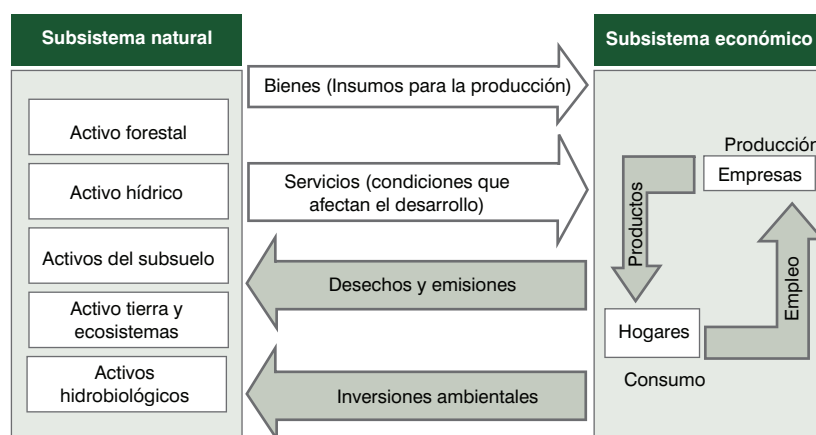 Subsistema natural
Activo forestal
Activo hídrico
Activos del subsuelo
Activo tierra y
ecosistemas
Activos
hidrobiológicos
Bienes (Insumos para la producción)
Servicios (condiciones que
afectan el desarrollo)
Desechos y emisiones
Inversiones ambientales
Subsistema económico
Producción
Empresas
Productos
Empleo
Hogares
Consumo